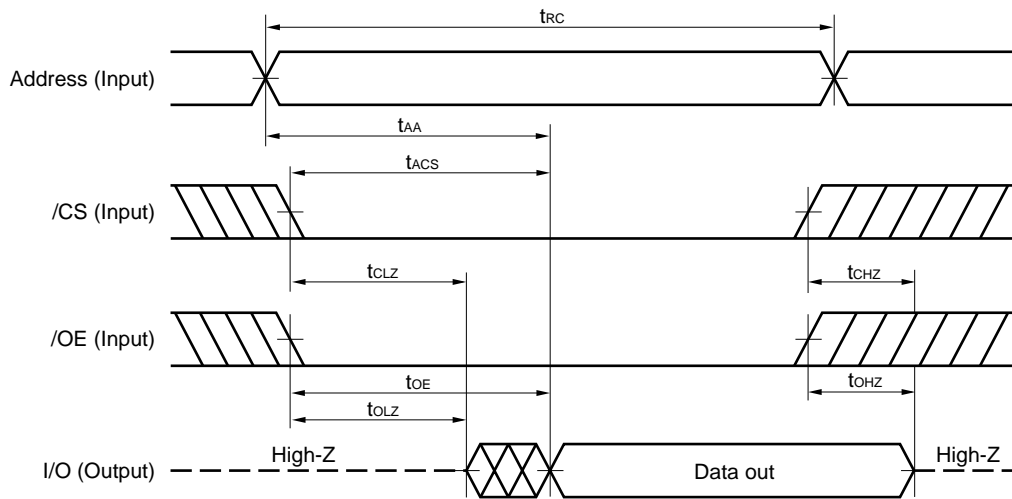 tRC
Address (Input)
tAA
tACS
/CS (Input)
tCLZ
tCHZ
/OE (Input)
tOE
tOHZ
tOLZ
High-Z
I/O (Output)
Data out
High-Z